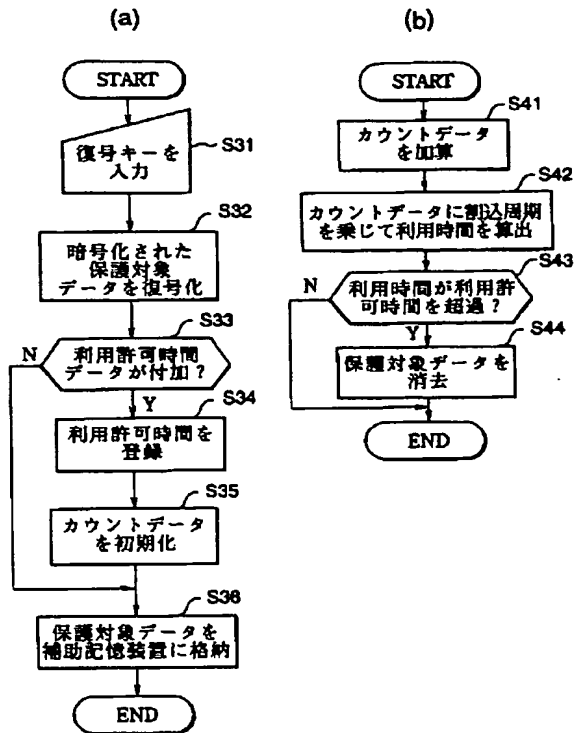 (a)
START
復号キーを
入力
S31
S32
暗号化された
保護対象
データを復号化
S33
N
利用許可時間
データが付加?
Y
S34
利用許可時間を
登録
S35
カウントデータ
を初期化
S36
保護対象データを
補助記憶装置に格納
END
(b)
START
S41
カウントデータ
を加算
S42
カウントデータに割込周期
を乗じて利用時間を算出
S43
N
利用時間が利用許
可時間を超過?
Y
S44
保護対象データを
消去
END